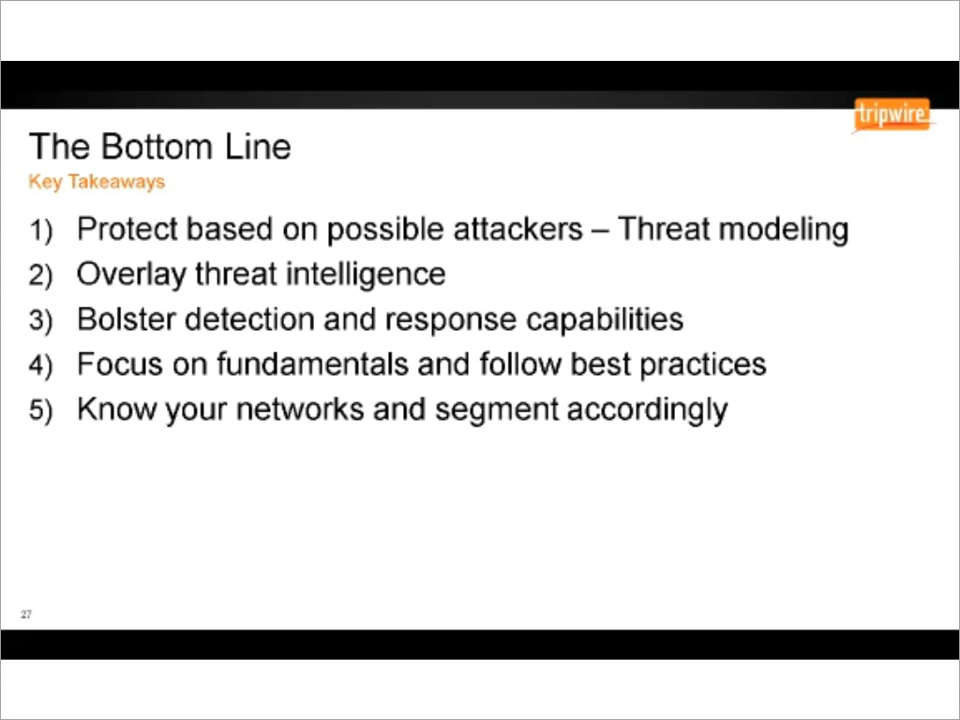 tripwire
The Bottom Line
Key Takeaways
1) Protect based on possible attackers – Threat modeling
2) Overlay threat intelligence
3) Bolster detection and response capabilities
4) Focus on fundamentals and follow best practices
5) Know your networks and segment accordingly
27